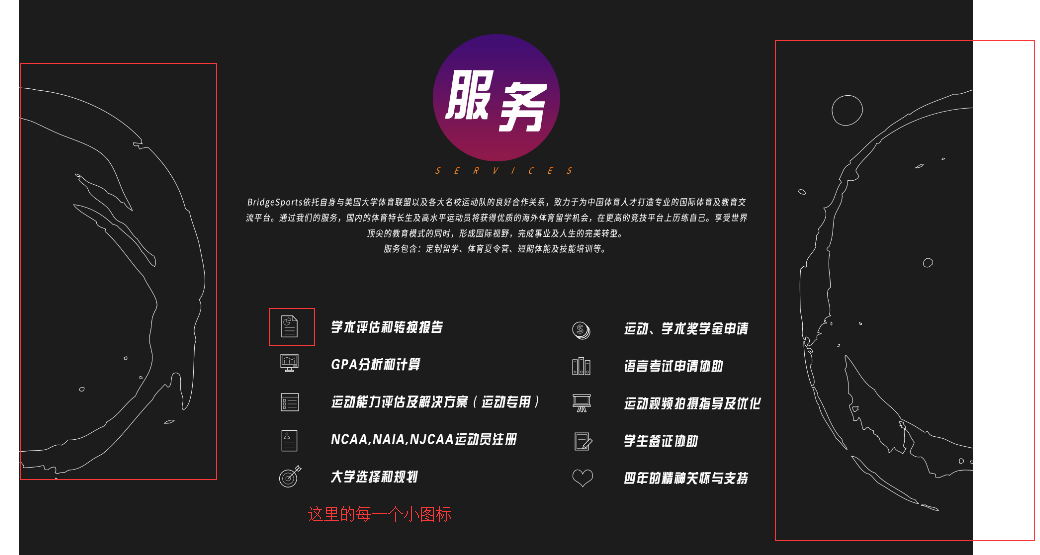 服务
SERVICES
BridgeSports依托自身与美国大学体育联盟以及各大名校运动队的良好合作关系，致力于为中国体育人才打造专业的国际体育及教育交
流平台。通过我们的服务，国内的体育特长生及高水平运动员将获得优质的海外体育留学机会，在更高的竞技平台上历练自己。享受世界
顶尖的教育模式的同时，形成国际视野，完成事业及人生的完美转型。
服务包含：定制留学、体育夏令营、短期体能及技能培训等。
学术评估和转换报告
GPA分析和计算
运动能力评估及解决方案（运动专用）
NCAA,NAIA,NJCAA运动员注册
大学选择和规划
运动、学术奖学金申请
语言考试申请协助
运动视频拍摄指导及优化
学生签证协助
四年的精神关怀与支持
这里的每一个小图标